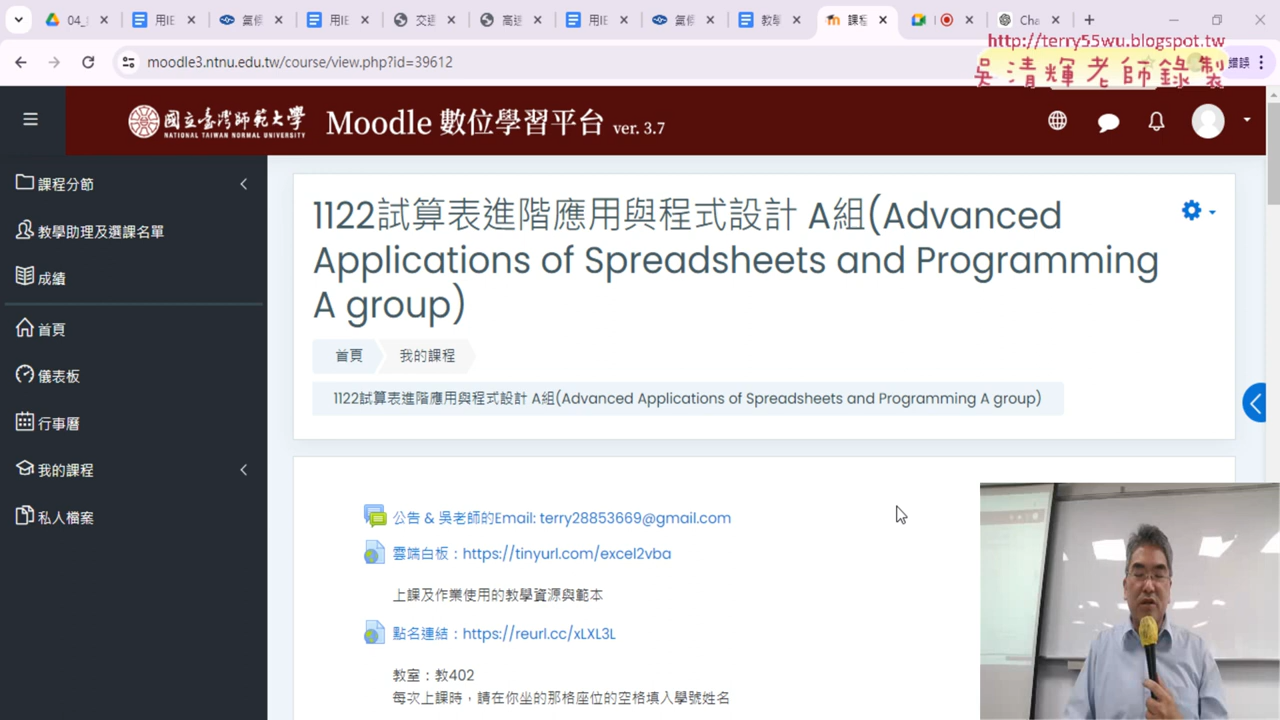 04_
用IE
氣候
用IE
交通
高速
用IE
氣候
教學
課程
Cha
http://terry55wu.blogspot.tw
moodle3.ntnu.edu.tw/course/view.php?id=39612
吳清輝老師錄製
錯誤
國立臺灣師範大學
NATIONAL TAIWAN NORMAL UNIVERSITY
Moodle 數位學習平台 ver. 3.7
課程分節
教學助理及選課名單
成績
首頁
儀表板
行事曆
我的課程
私人檔案
1122試算表進階應用與程式設計 A組(Advanced
Applications of Spreadsheets and Programming
A group)
首頁
我的課程
1122試算表進階應用與程式設計 A組(Advanced Applications of Spreadsheets and Programming A group)
公告 & 吳老師的Email: terry28853669@gmail.com
雲端白板：https://tinyurl.com/excel2vba
上課及作業使用的教學資源與範本
點名連結：https://reurl.cc/xLXL3L
教室：教402
每次上課時，請在你坐的那格座位的空格填入學號姓名